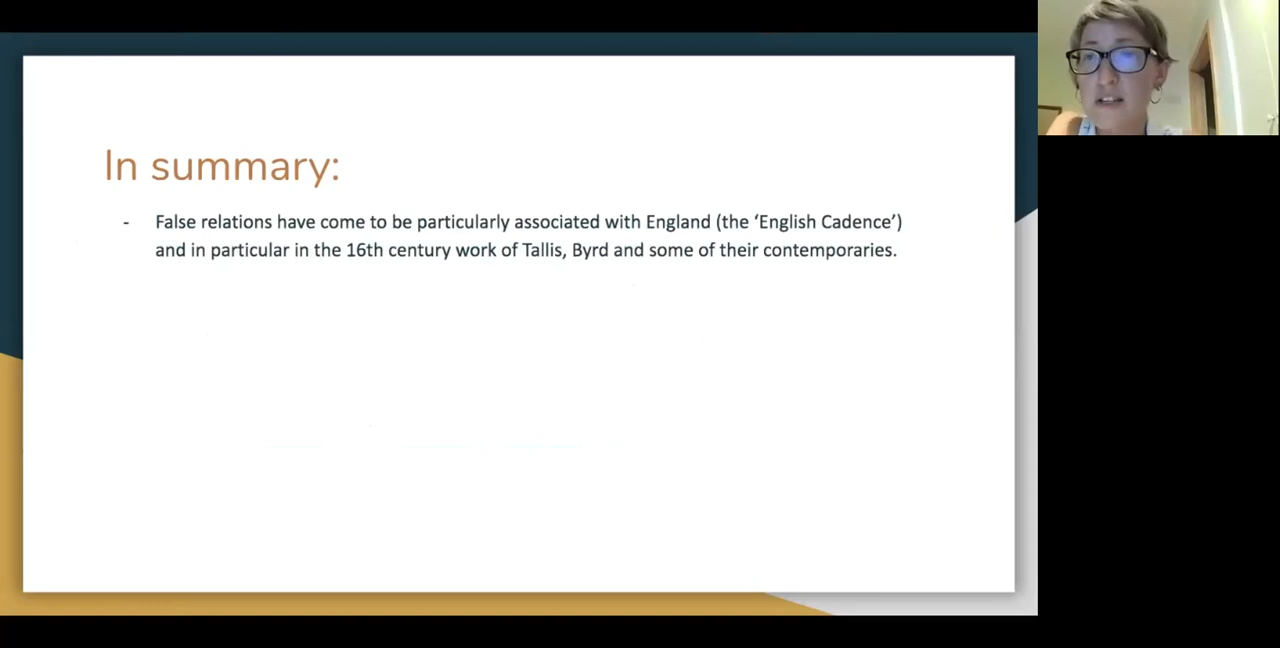 In summary:
- False relations have come to be particularly associated with England (the ‘English Cadence’)
and in particular in the 16th century work of Tallis, Byrd and some of their contemporaries.